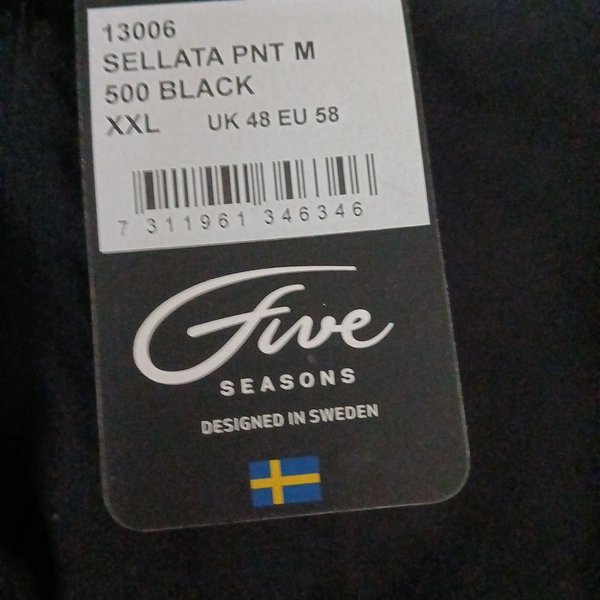 13006
SELLATA PNT M
500 BLACK
XXL UK 48 EU 58
7 311961 346346
Five
SEASONS
DESIGNED IN SWEDEN